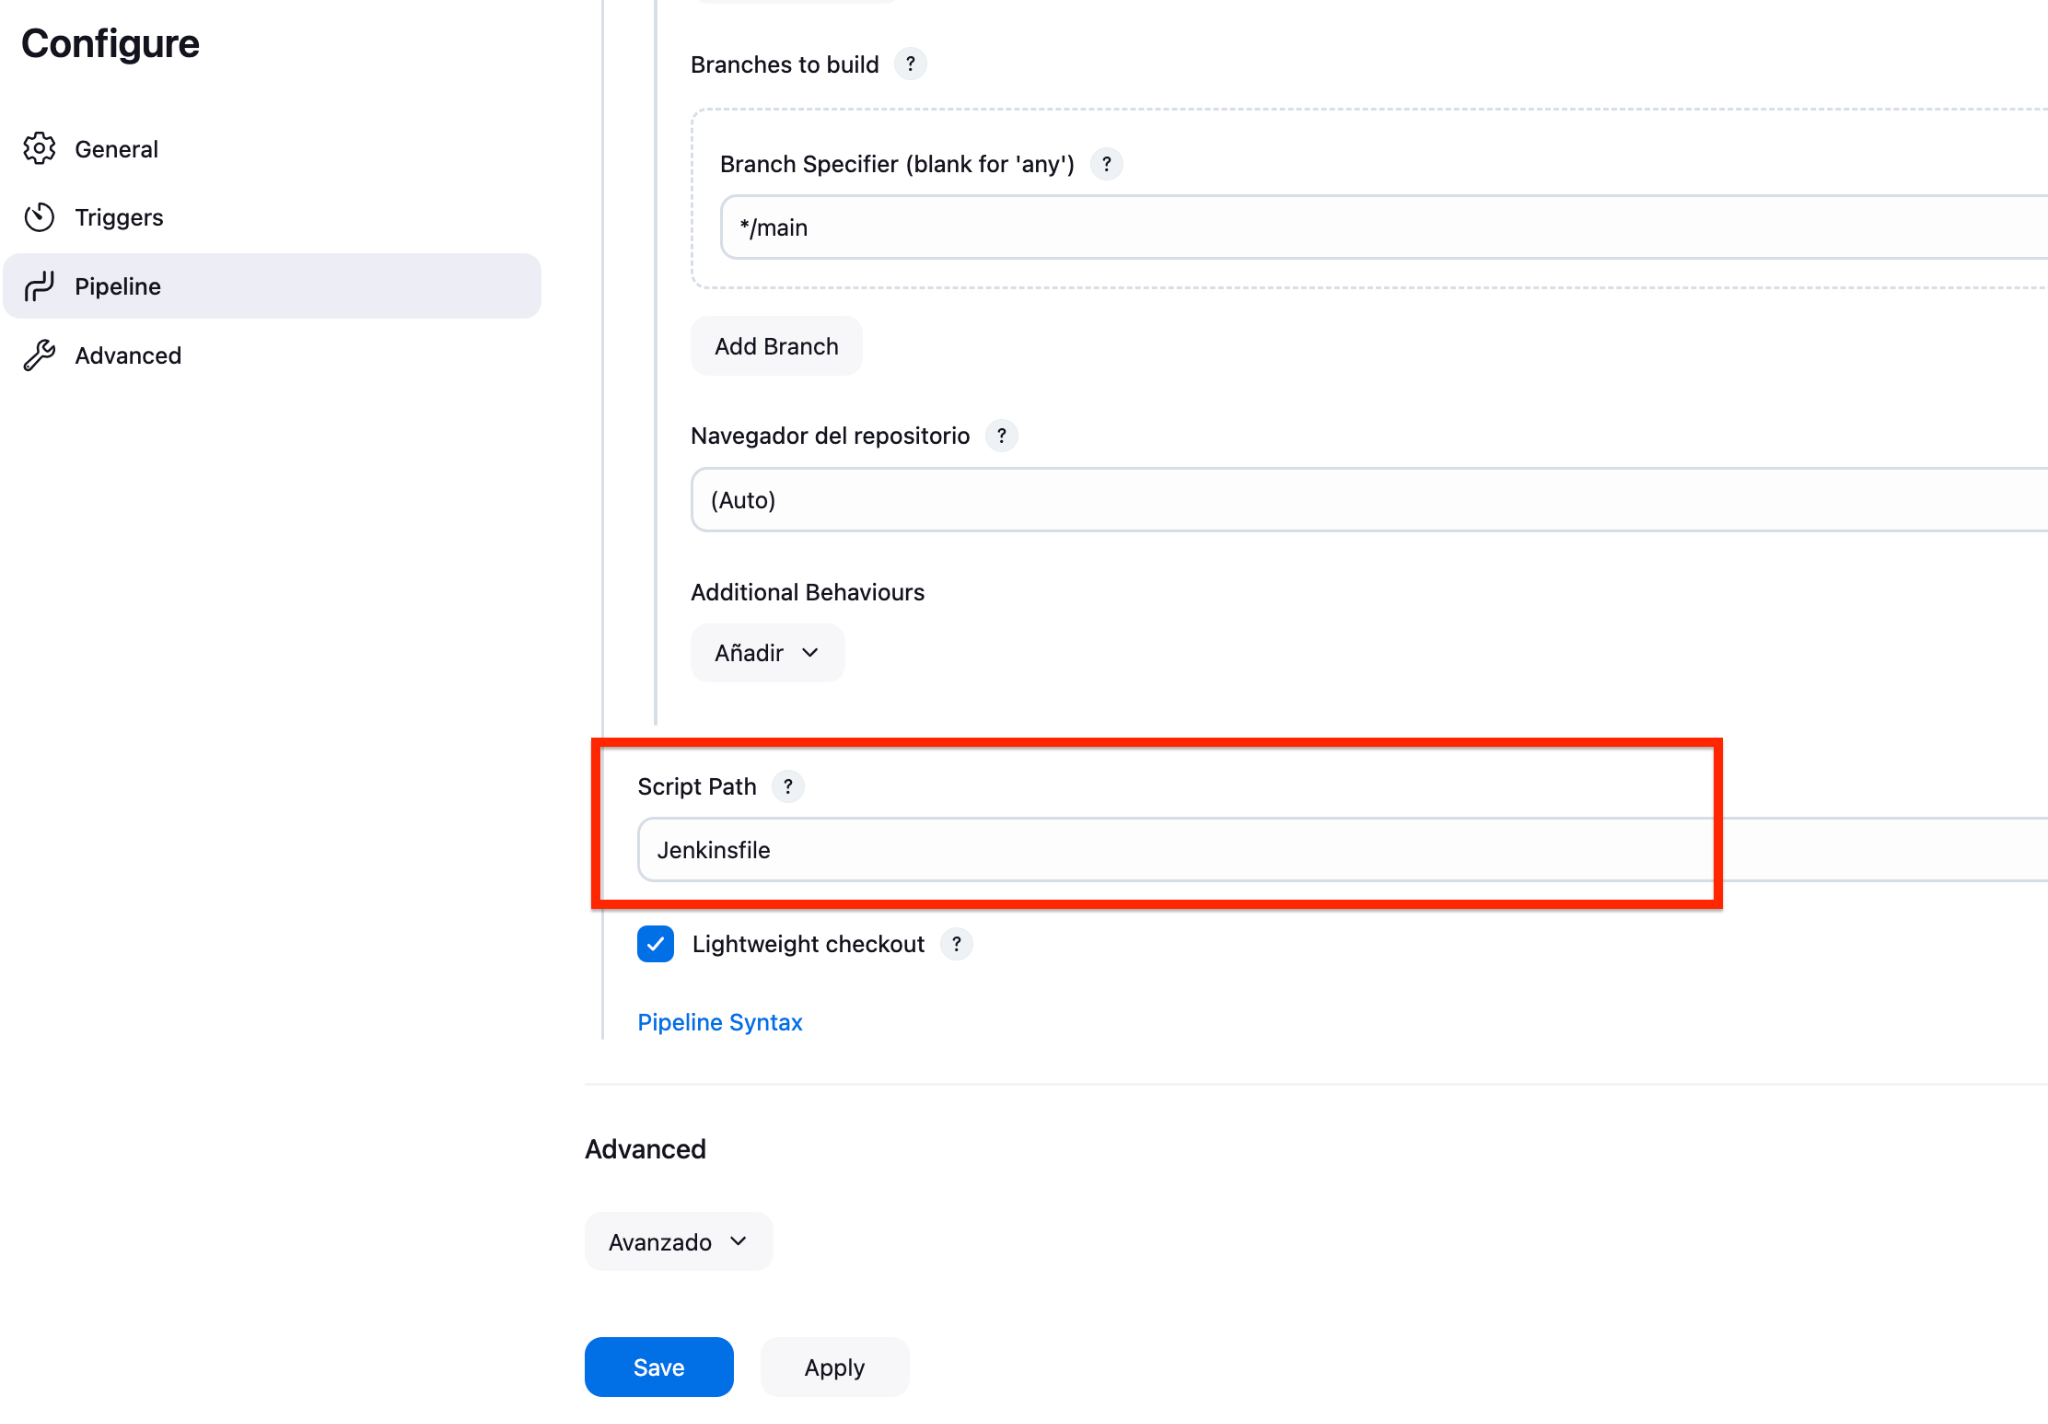 Configure
General
Triggers
Pipeline
Advanced
Branches to build ?
Branch Specifier (blank for 'any') ?
*/main
Add Branch
Navegador del repositorio ?
(Auto)
Additional Behaviours
Añadir
Script Path ?
Jenkinsfile
Lightweight checkout ?
Pipeline Syntax
Advanced
Avanzado
Save
Apply